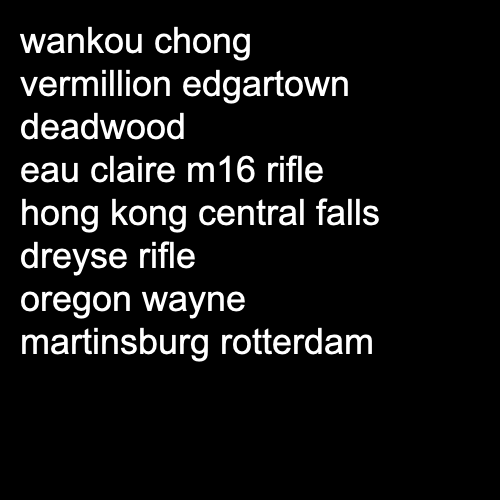 wankou chong
vermillion edgartown
deadwood
eau claire m16 rifle
hong kong central falls
dreyse rifle
oregon wayne
martinsburg rotterdam